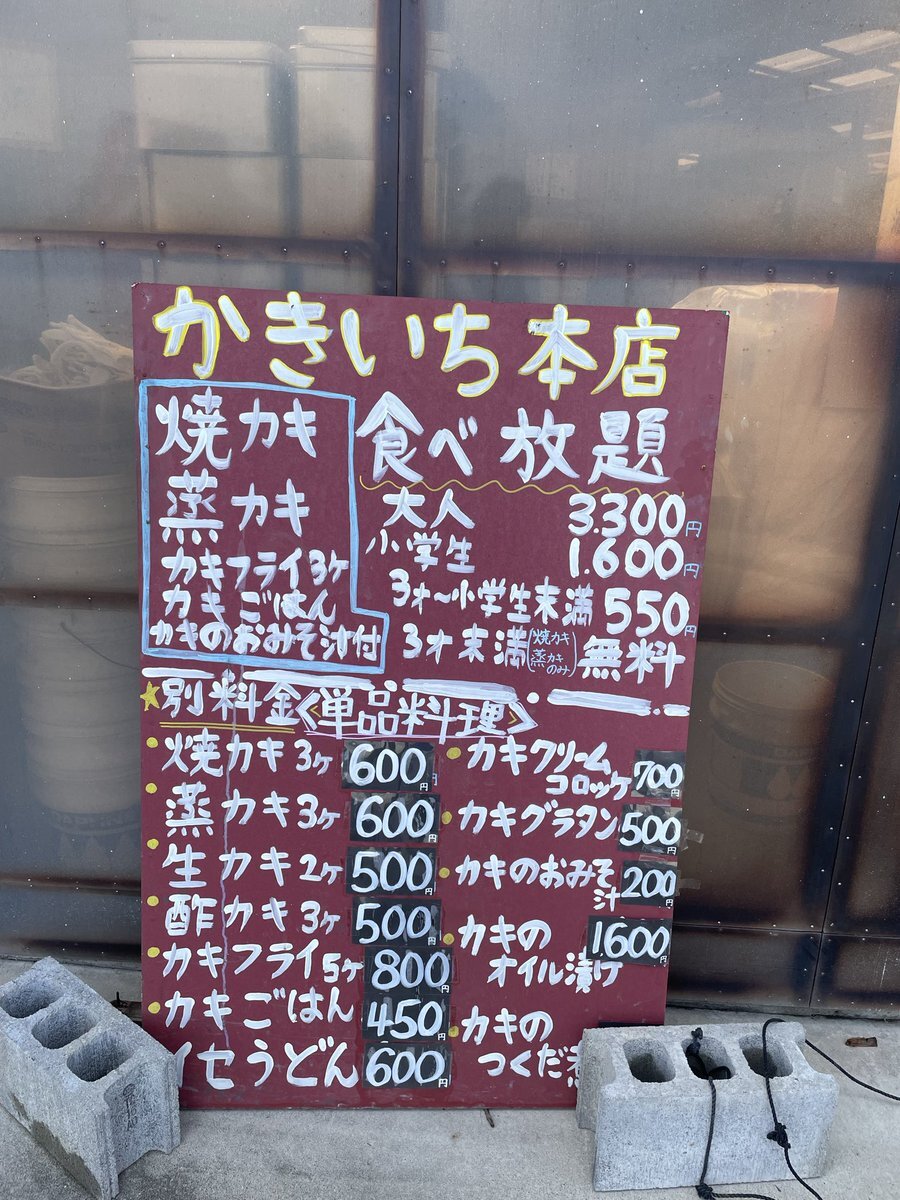 かきいち本店
焼カキ
蒸カキ
カキフライ3ヶ
カキごはん
カキのおみそ汁付
食べ放題
大人 3.300円
小学生 1.600円
3才〜小学生未満 550円
3才未満(焼カキ蒸カキのみ)無料
★別料金<単品料理>
焼カキ3ヶ 600円
蒸カキ3ヶ 600円
生カキ2ヶ 500円
酢カキ3ヶ 500円
カキフライ5ヶ 800円
カキごはん 450円
イセうどん 600円
カキクリーム
コロッケ 700円
カキグラタン 500円
カキのおみそ
汁 200円
カキの
オイル漬け 1.600円
カキの
つくだ煮